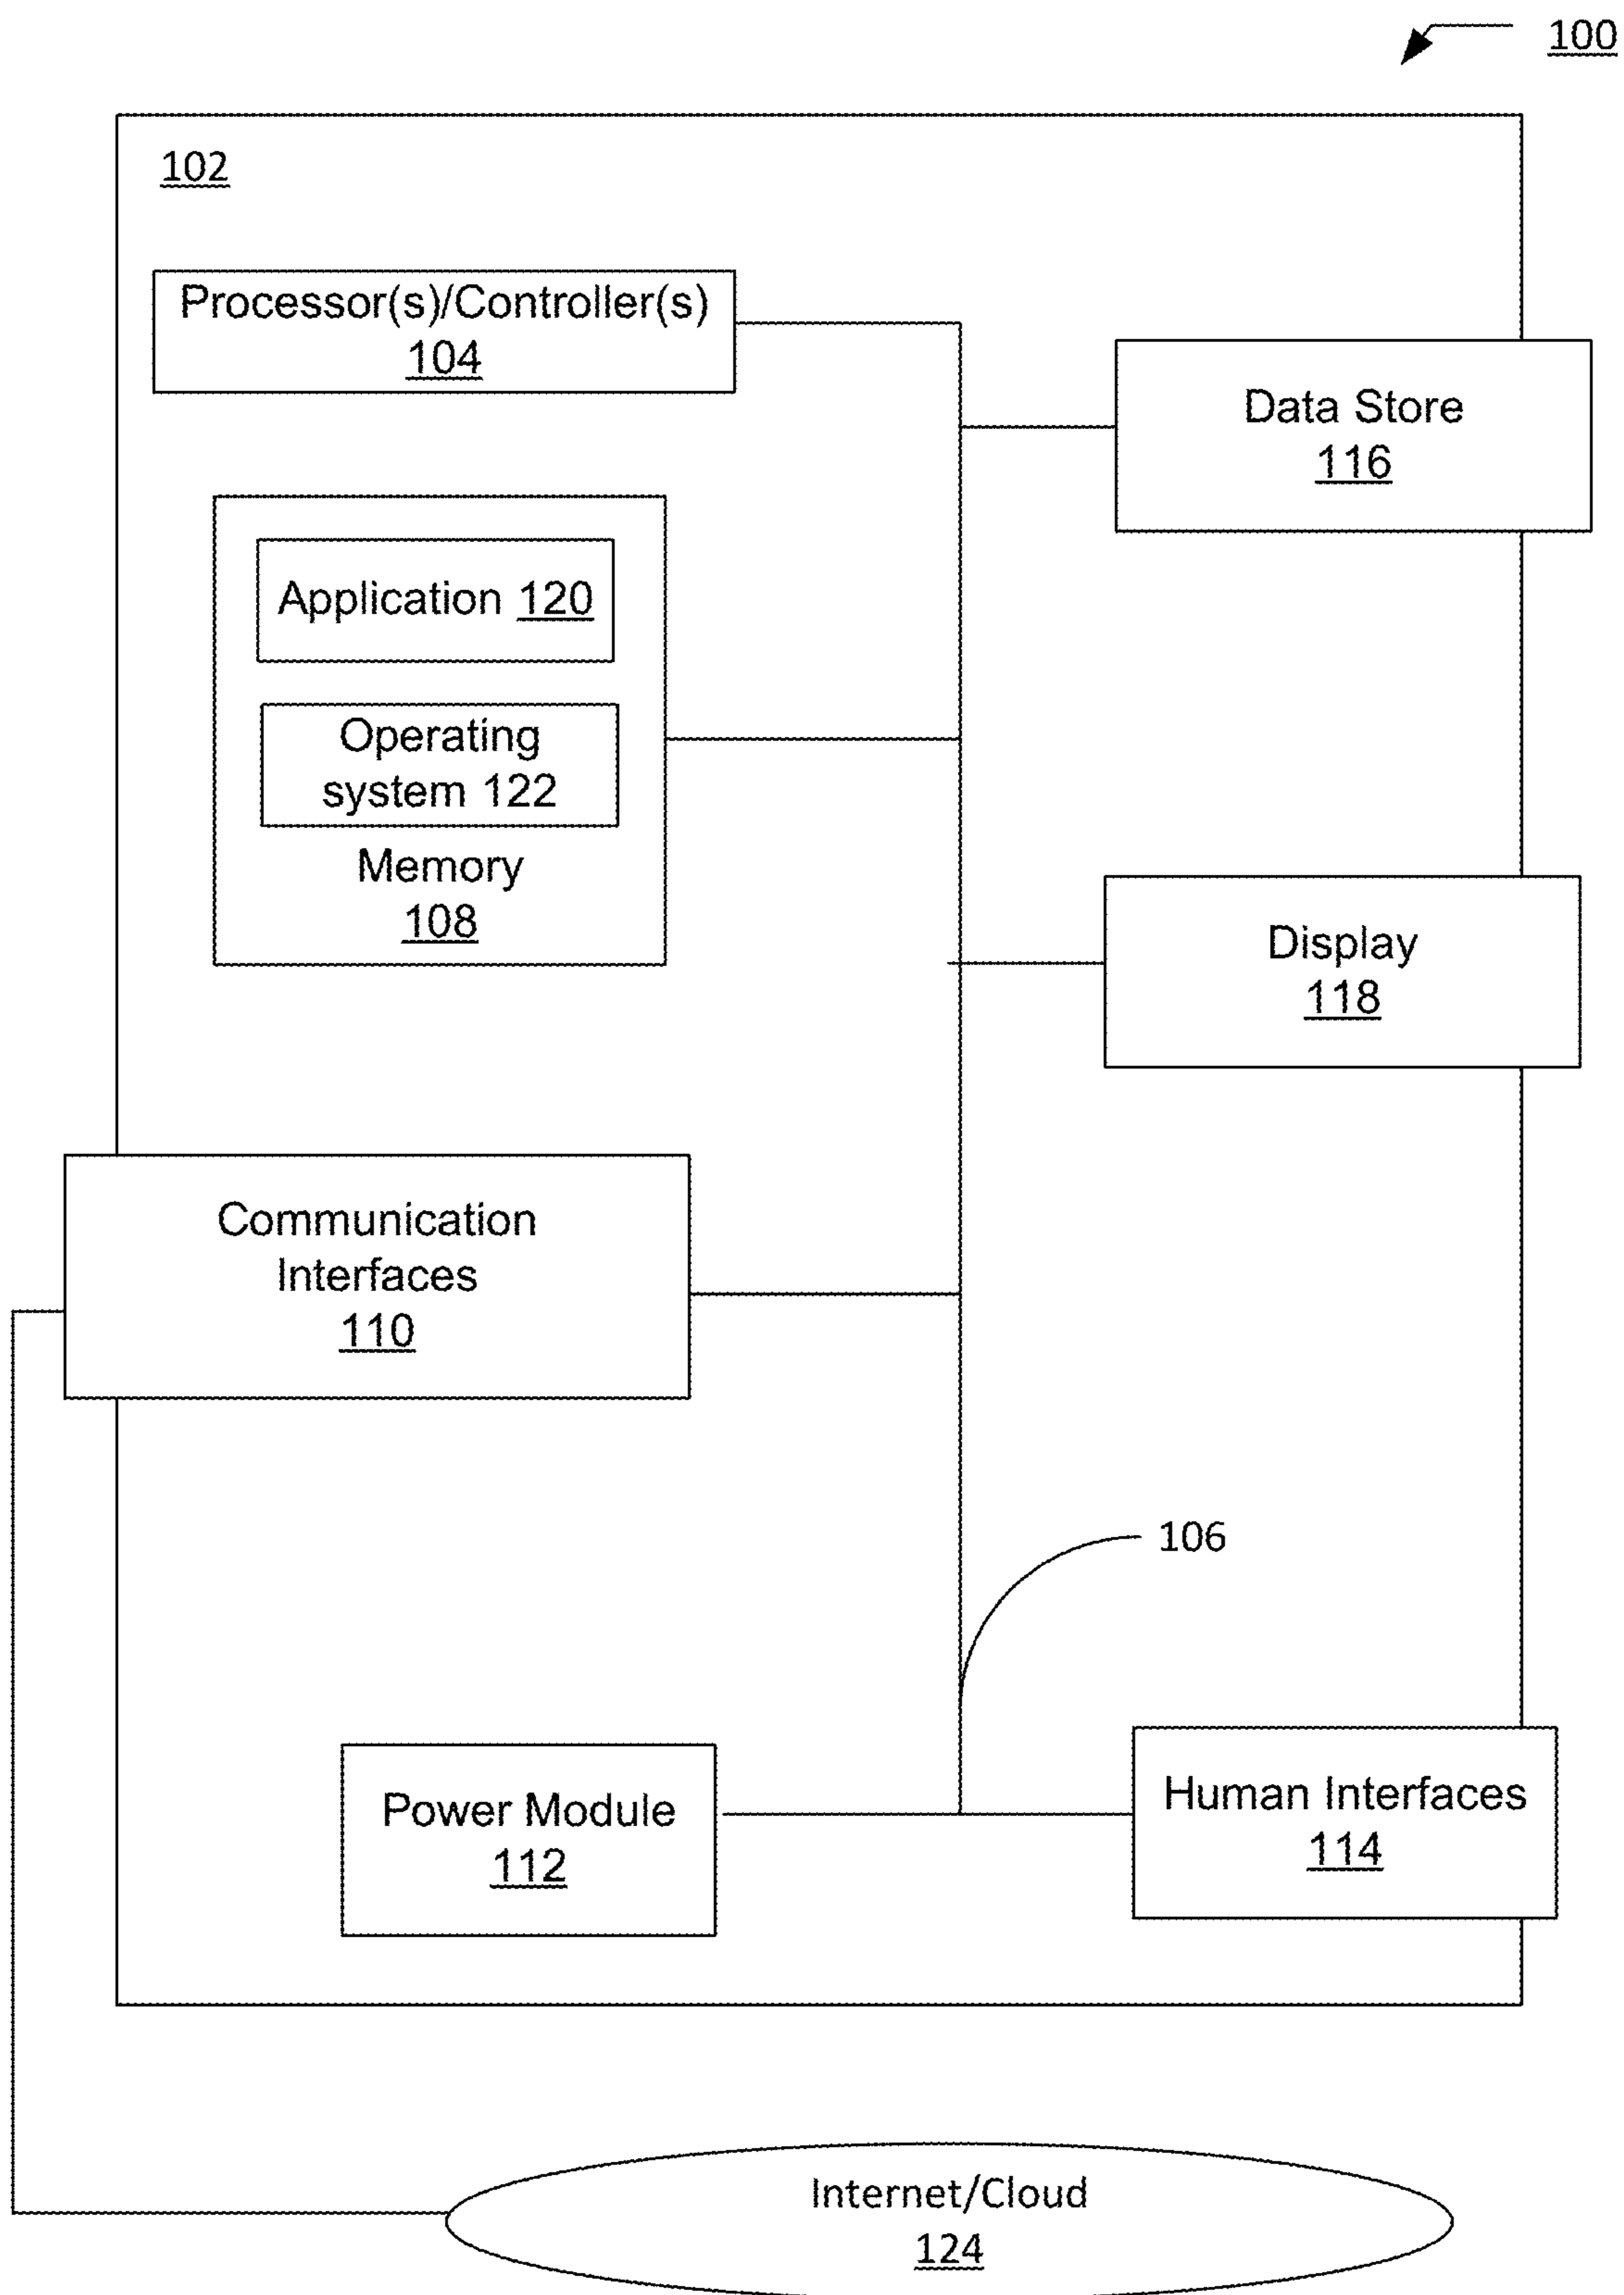 100
102
Processor(s)/Controller(s)
104
Data Store
116
Application 120
Operating
system 122
Memory
108
Display
118
Communication
Interfaces
110
106
Power Module
112
Human Interfaces
114
Internet/Cloud
124